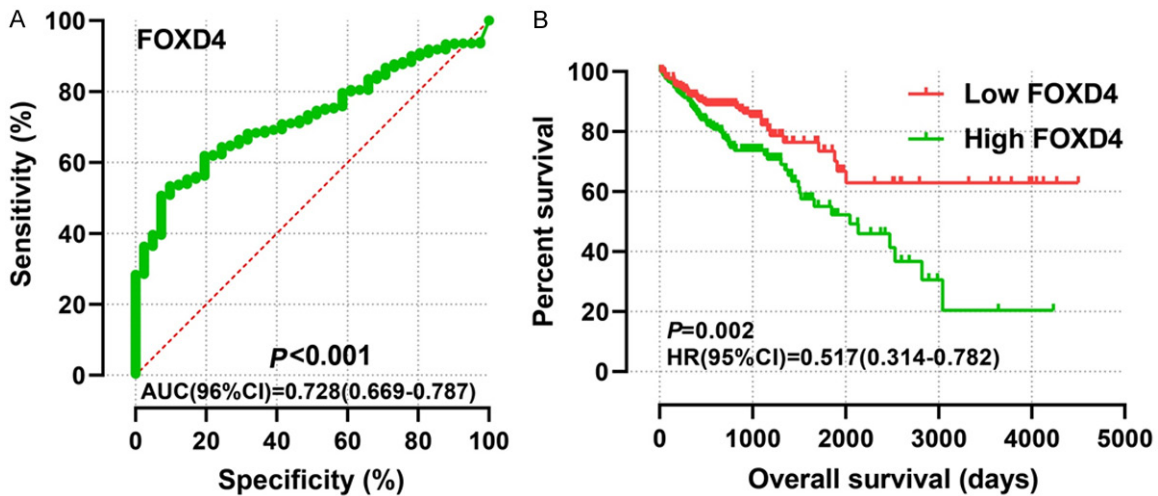 A
FOXD4
Sensitivity (%)
100
80
60
40
20
0
P<0.001
AUC(96%CI)=0.728(0.669-0.787)
0 20 40 60 80 100
Specificity (%)
B
Low FOXD4
High FOXD4
Percent survival
100
80
60
40
20
0
P=0.002
HR(95%CI)=0.517(0.314-0.782)
0 1000 2000 3000 4000 5000
Overall survival (days)